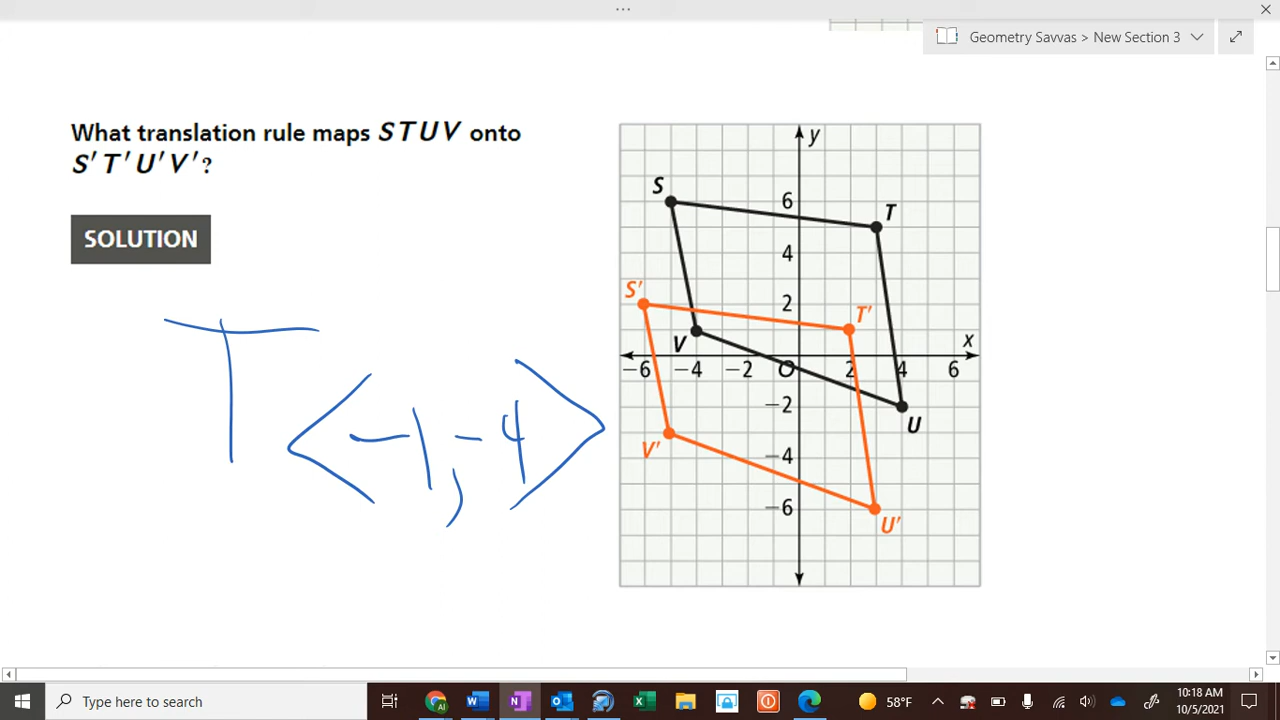 Geometry Savvas > New Section 3
What translation rule maps STUV onto
S'T'U'V'?
SOLUTION
T
<-1, -4>
y
S
6
T
4
S'
2
T'
V
x
−6
−4
−2
O
2
4
6
−2
U
V'
−4
−6
U'
Type here to search
58°F
10:18 AM
10/5/2021